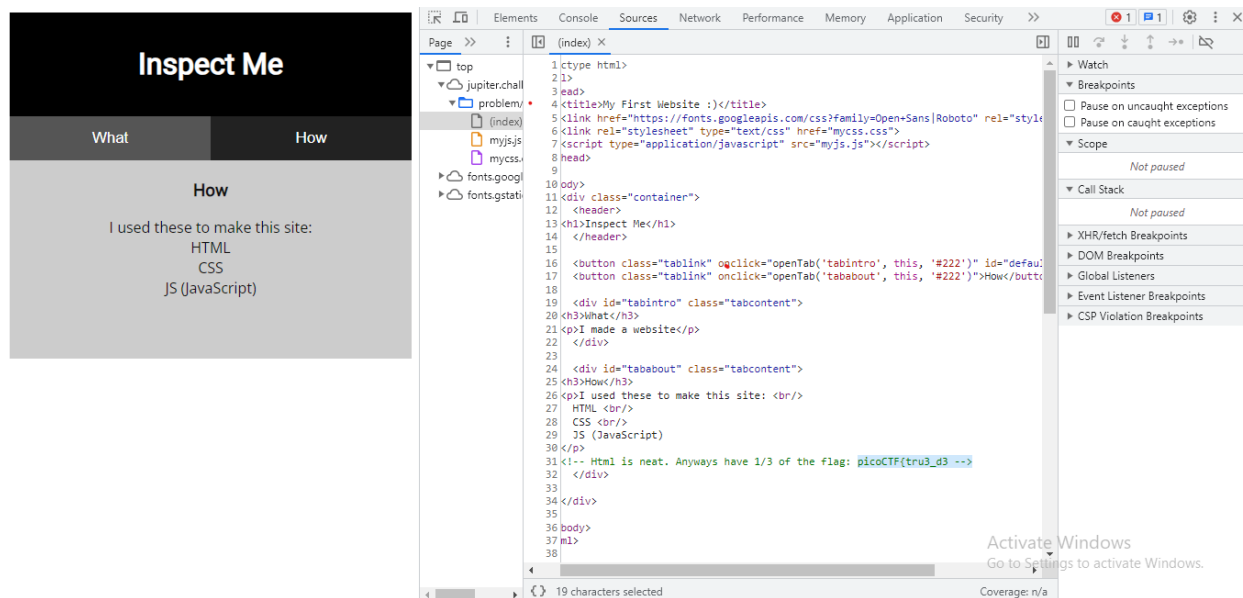 Inspect Me
What
How
How
I used these to make this site:
HTML
CSS
JS (JavaScript)
Elements Console Sources Network Performance Memory Application Security 1 1
Page (index)
top
jupiter.chall
problem/
(index)
myjs.js
mycss.
fonts.googl
fonts.gstati
1 ctype html>
2 l>
3 ead>
4 <title>My First Website :)</title>
5 <link href="https://fonts.googleapis.com/css?family=Open+Sans|Roboto" rel="style
6 <link rel="stylesheet" type="text/css" href="mycss.css">
7 <script type="application/javascript" src="myjs.js"></script>
8 head>
9
10 ody>
11 <div class="container">
12 <header>
13 <h1>Inspect Me</h1>
14 </header>
15
16 <button class="tablink" onclick="openTab('tabintro', this, '#222')" id="defaul
17 <button class="tablink" onclick="openTab('tababout', this, '#222')">How</butto
18
19 <div id="tabintro" class="tabcontent">
20 <h3>What</h3>
21 <p>I made a website</p>
22 </div>
23
24 <div id="tababout" class="tabcontent">
25 <h3>How</h3>
26 <p>I used these to make this site: <br/>
27 HTML <br/>
28 CSS <br/>
29 JS (JavaScript)
30 </p>
31 <!-- Html is neat. Anyways have 1/3 of the flag: picoCTF{tru3_d3 -->
32 </div>
33
34 </div>
35
36 body>
37 ml>
38
{} 19 characters selected Coverage: n/a
Watch
Breakpoints
Pause on uncaught exceptions
Pause on caught exceptions
Scope
Not paused
Call Stack
Not paused
XHR/fetch Breakpoints
DOM Breakpoints
Global Listeners
Event Listener Breakpoints
CSP Violation Breakpoints
Activate Windows
Go to Settings to activate Windows.